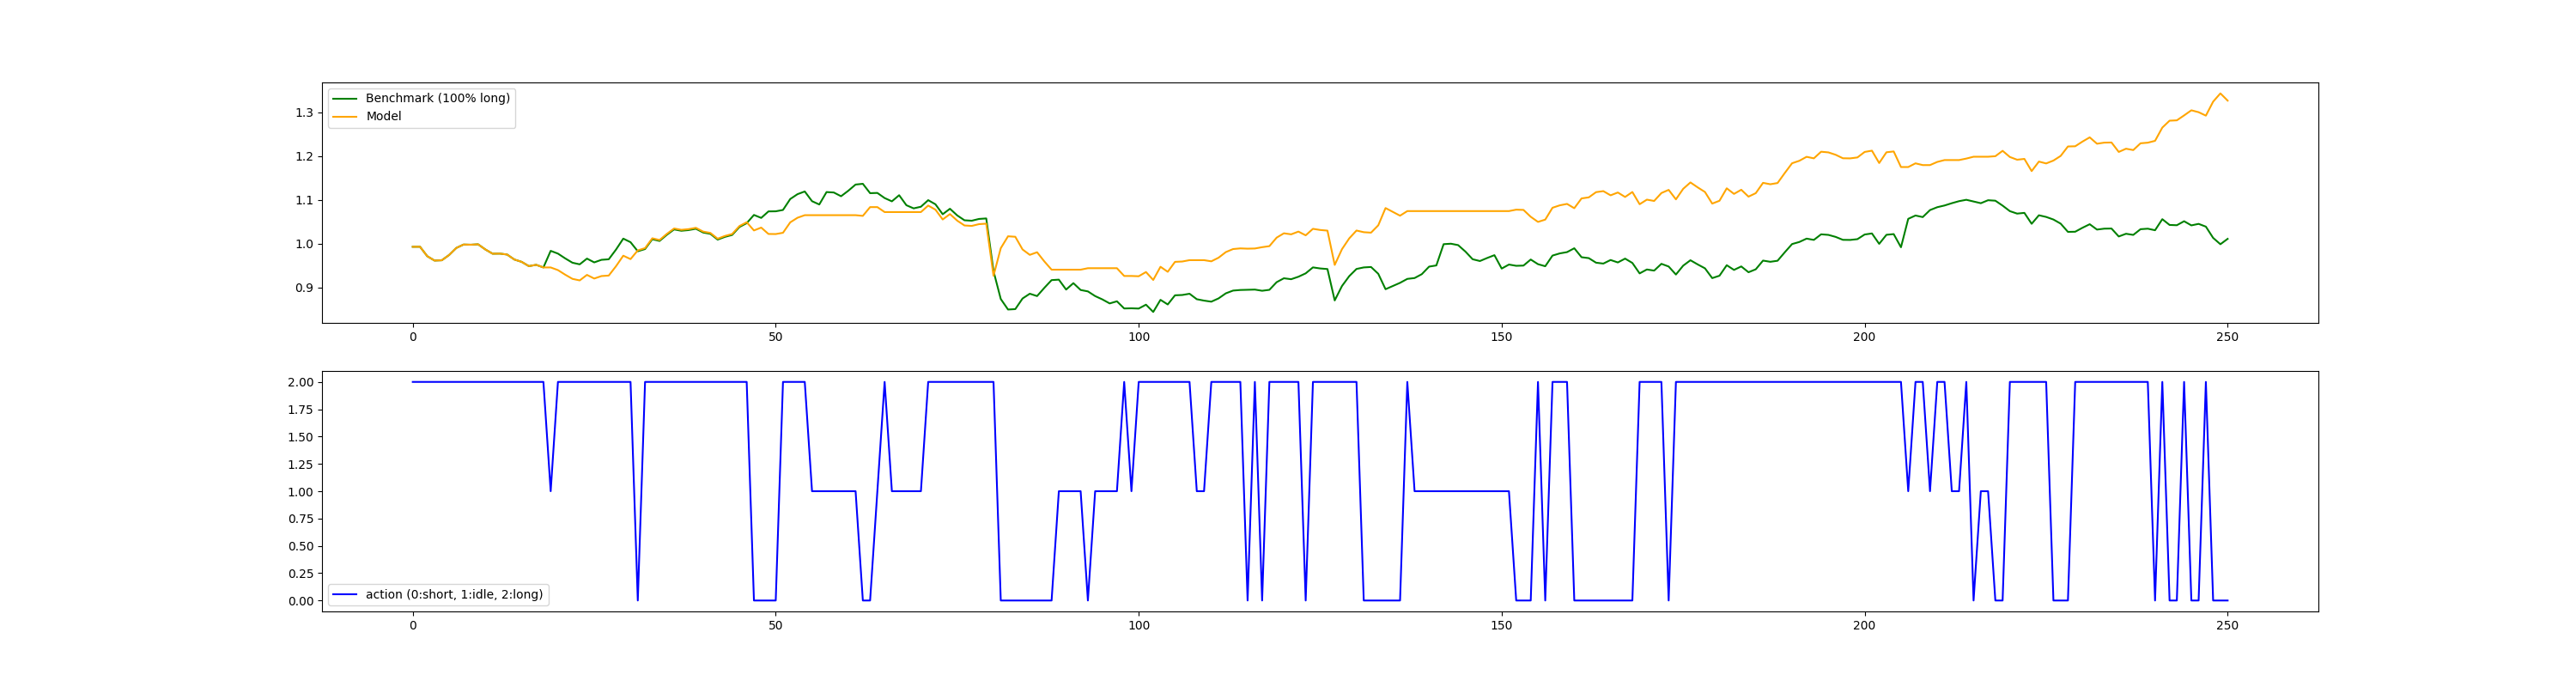 Benchmark (100% long)
Model
1.3
1.2
1.1
1.0
0.9
0 50 100 150 200 250
2.00
1.75
1.50
1.25
1.00
0.75
0.50
0.25
0.00
action (0:short, 1:idle, 2:long)
0 50 100 150 200 250